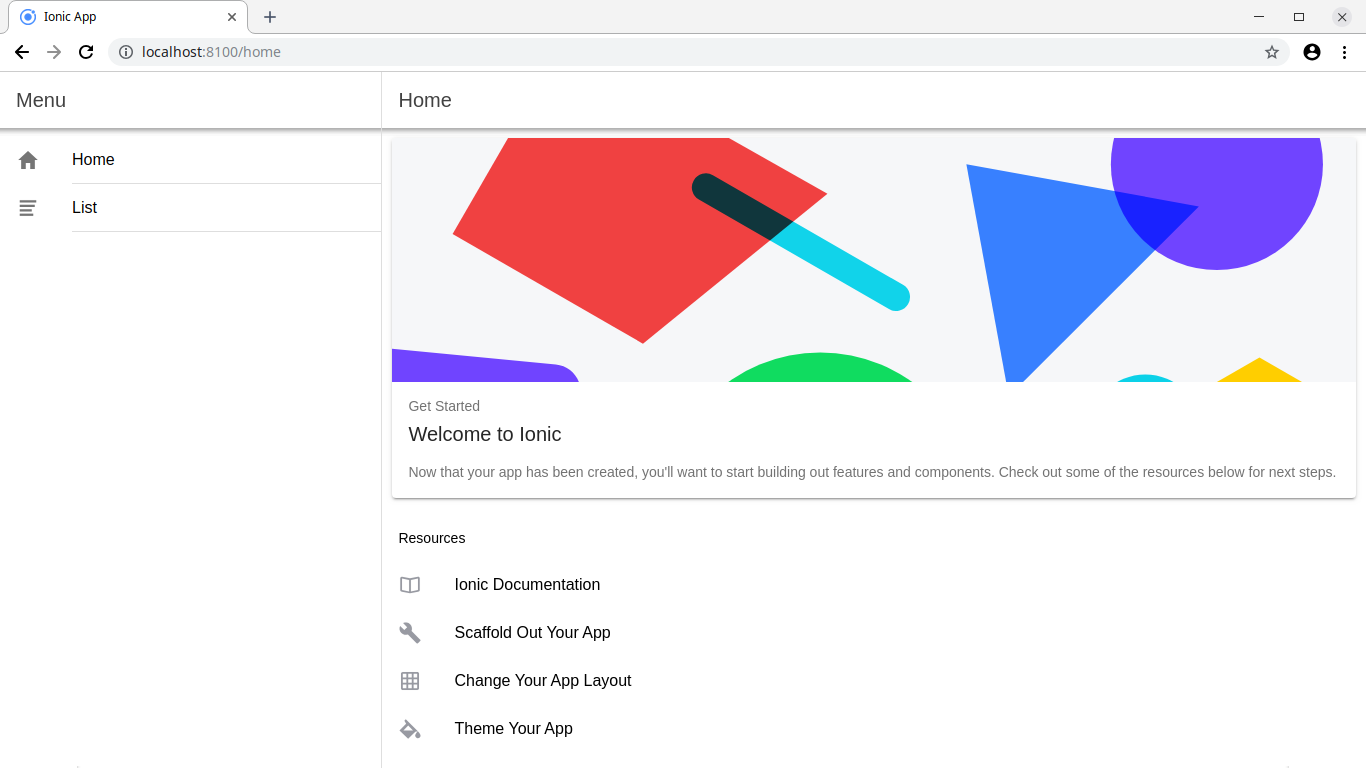 Ionic App
localhost:8100/home
Menu
Home
Home
List
Get Started
Welcome to Ionic
Now that your app has been created, you'll want to start building out features and components. Check out some of the resources below for next steps.
Resources
Ionic Documentation
Scaffold Out Your App
Change Your App Layout
Theme Your App